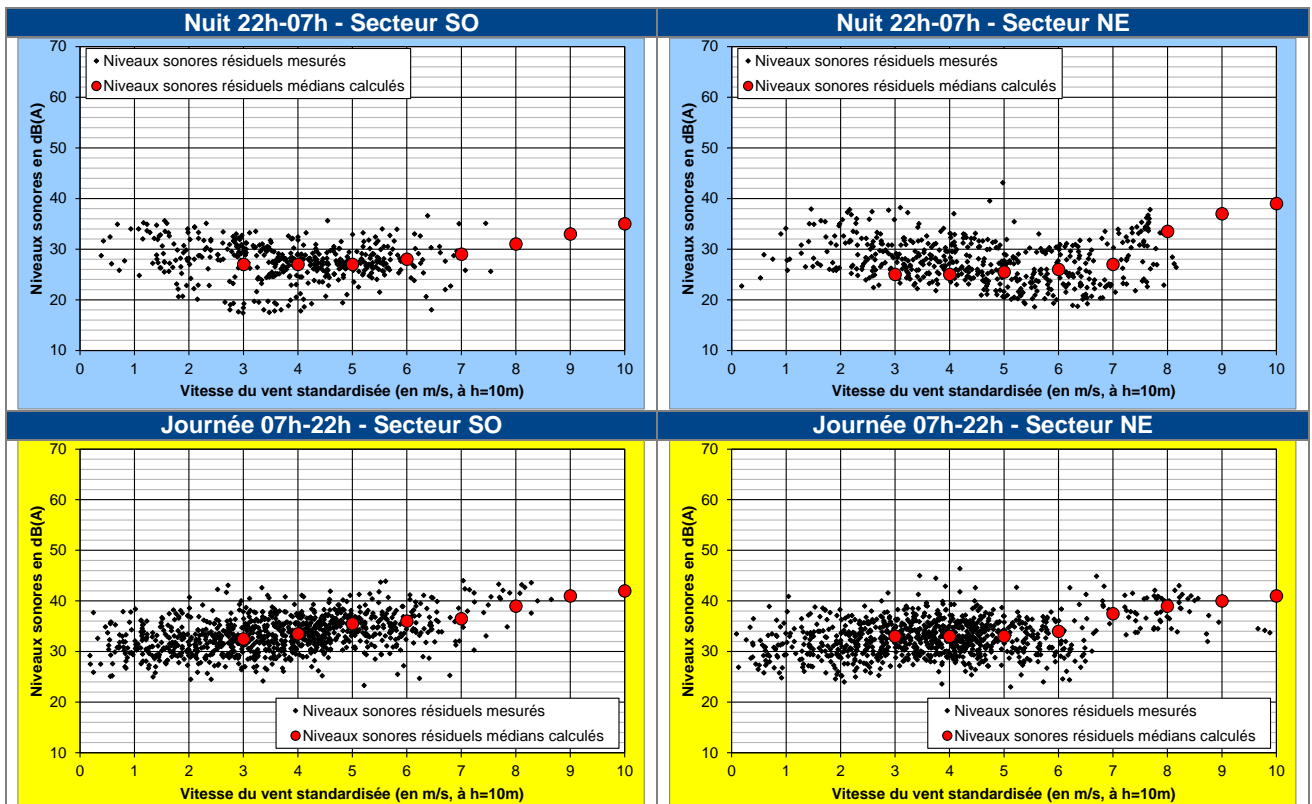 Nuit 22h-07h - Secteur SO
Nuit 22h-07h - Secteur NE
70
60
50
40
30
20
10
Niveaux sonores en dB(A)
Niveaux sonores résiduels mesurés
Niveaux sonores résiduels médians calculés
0 1 2 3 4 5 6 7 8 9 10
Vitesse du vent standardisée (en m/s, à h=10m)
70
60
50
40
30
20
10
Niveaux sonores en dB(A)
Niveaux sonores résiduels mesurés
Niveaux sonores résiduels médians calculés
0 1 2 3 4 5 6 7 8 9 10
Vitesse du vent standardisée (en m/s, à h=10m)
Journée 07h-22h - Secteur SO
Journée 07h-22h - Secteur NE
70
60
50
40
30
20
10
Niveaux sonores en dB(A)
Niveaux sonores résiduels mesurés
Niveaux sonores résiduels médians calculés
0 1 2 3 4 5 6 7 8 9 10
Vitesse du vent standardisée (en m/s, à h=10m)
70
60
50
40
30
20
10
Niveaux sonores en dB(A)
Niveaux sonores résiduels mesurés
Niveaux sonores résiduels médians calculés
0 1 2 3 4 5 6 7 8 9 10
Vitesse du vent standardisée (en m/s, à h=10m)